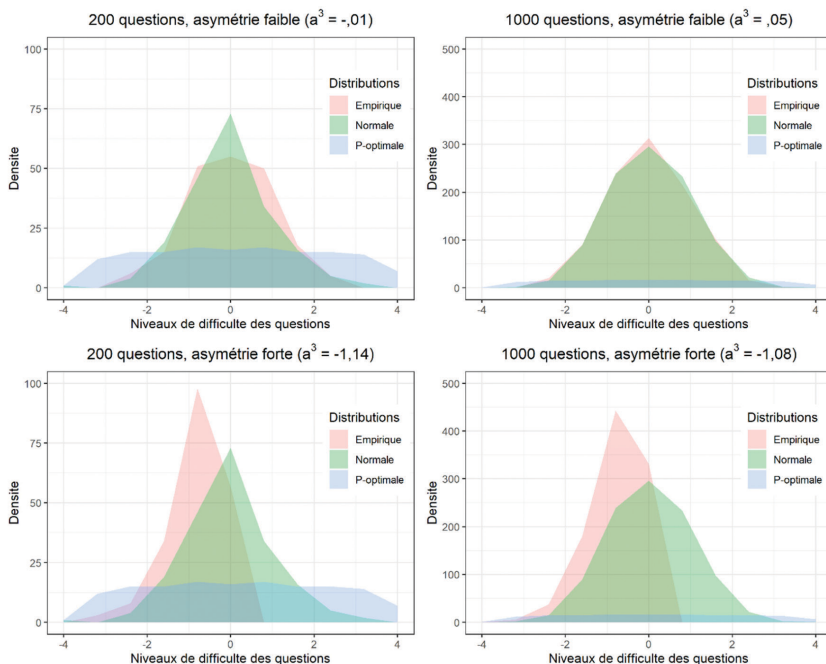 200 questions, asymétrie faible (a³ = -,01)
100
75
50
25
0
Densite
Distributions
Empirique
Normale
P-optimale
-4
-2
0
2
4
Niveaux de difficulte des questions
1000 questions, asymétrie faible (a³ = ,05)
500
400
300
200
100
0
Densite
Distributions
Empirique
Normale
P-optimale
-4
-2
0
2
4
Niveaux de difficulte des questions
200 questions, asymétrie forte (a³ = -1,14)
100
75
50
25
0
Densite
Distributions
Empirique
Normale
P-optimale
-4
-2
0
2
4
Niveaux de difficulte des questions
1000 questions, asymétrie forte (a³ = -1,08)
500
400
300
200
100
0
Densite
Distributions
Empirique
Normale
P-optimale
-4
-2
0
2
4
Niveaux de difficulte des questions